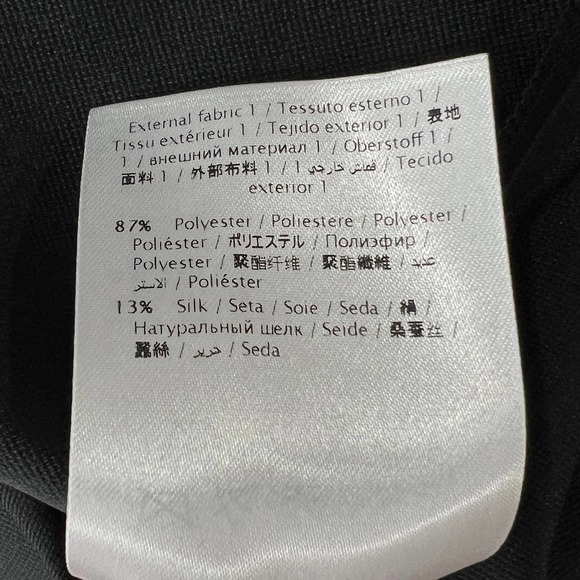 External fabric 1 / Tessuto esterno 1 /
Tissu extérieur 1 / Tejido exterior 1 / 表地
1 / внешний материал 1 / Oberstoff 1 /
面料 1 / 外部布料 1 / قماش خارجي 1 / Tecido
exterior 1
87% Polyester / Poliestere / Polyester /
Poliéster / ポリエステル / Полиэфир /
Polyester / 聚酯纤维 / 聚酯纖維 / عديد
الاستر / Poliéster
13% Silk / Seta / Soie / Seda / 絹 /
Натуральный шелк / Seide / 桑蚕丝 /
蠶絲 / حرير / Seda